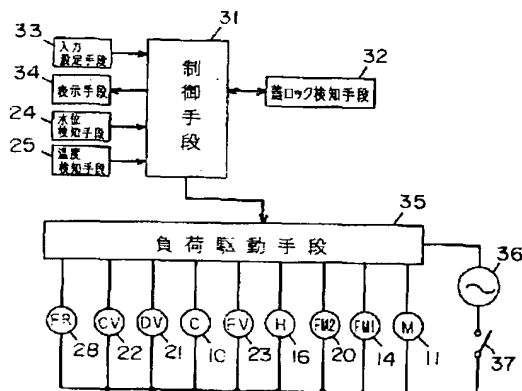 31
33
入力
設定手段
34
表示手段
24
水位
検知手段
25
温度
検知手段
制御手段
32
蓋ロック検知手段
35
負荷駆動手段
36
FR
CV
DV
C
FV
H
FM2
FM1
M
28
22
21
10
23
16
20
14
11
37